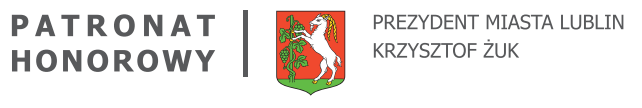 PATRONAT
HONOROWY
PREZYDENT MIASTA LUBLIN
KRZYSZTOF ŻUK